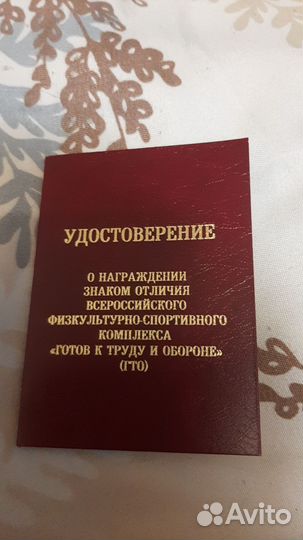 УДОСТОВЕРЕНИЕ
О НАГРАЖДЕНИИ
ЗНАКОМ ОТЛИЧИЯ
ВСЕРОССИЙСКОГО
ФИЗКУЛЬТУРНО-СПОРТИВНОГО
КОМПЛЕКСА
«ГОТОВ К ТРУДУ И ОБОРОНЕ»
(ГТО)
Avito